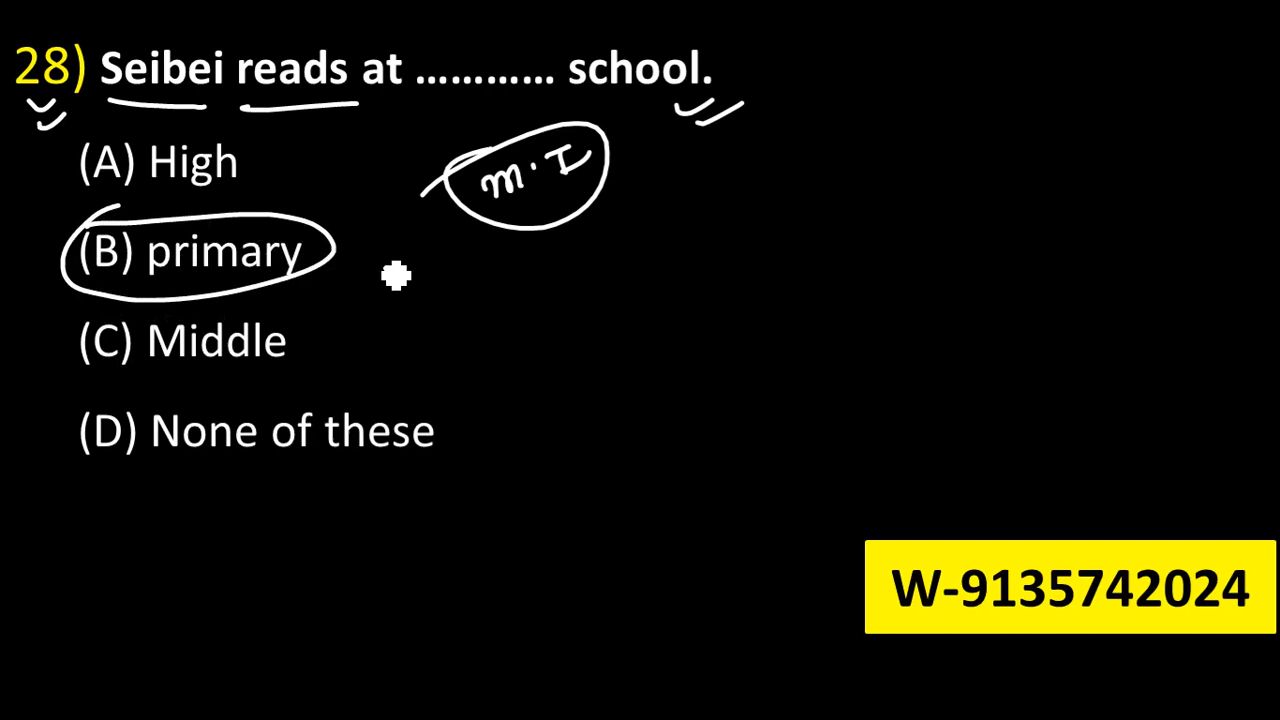 28) Seibei reads at ............. school.
(A) High
m. I
(B) primary
(C) Middle
(D) None of these
W-9135742024